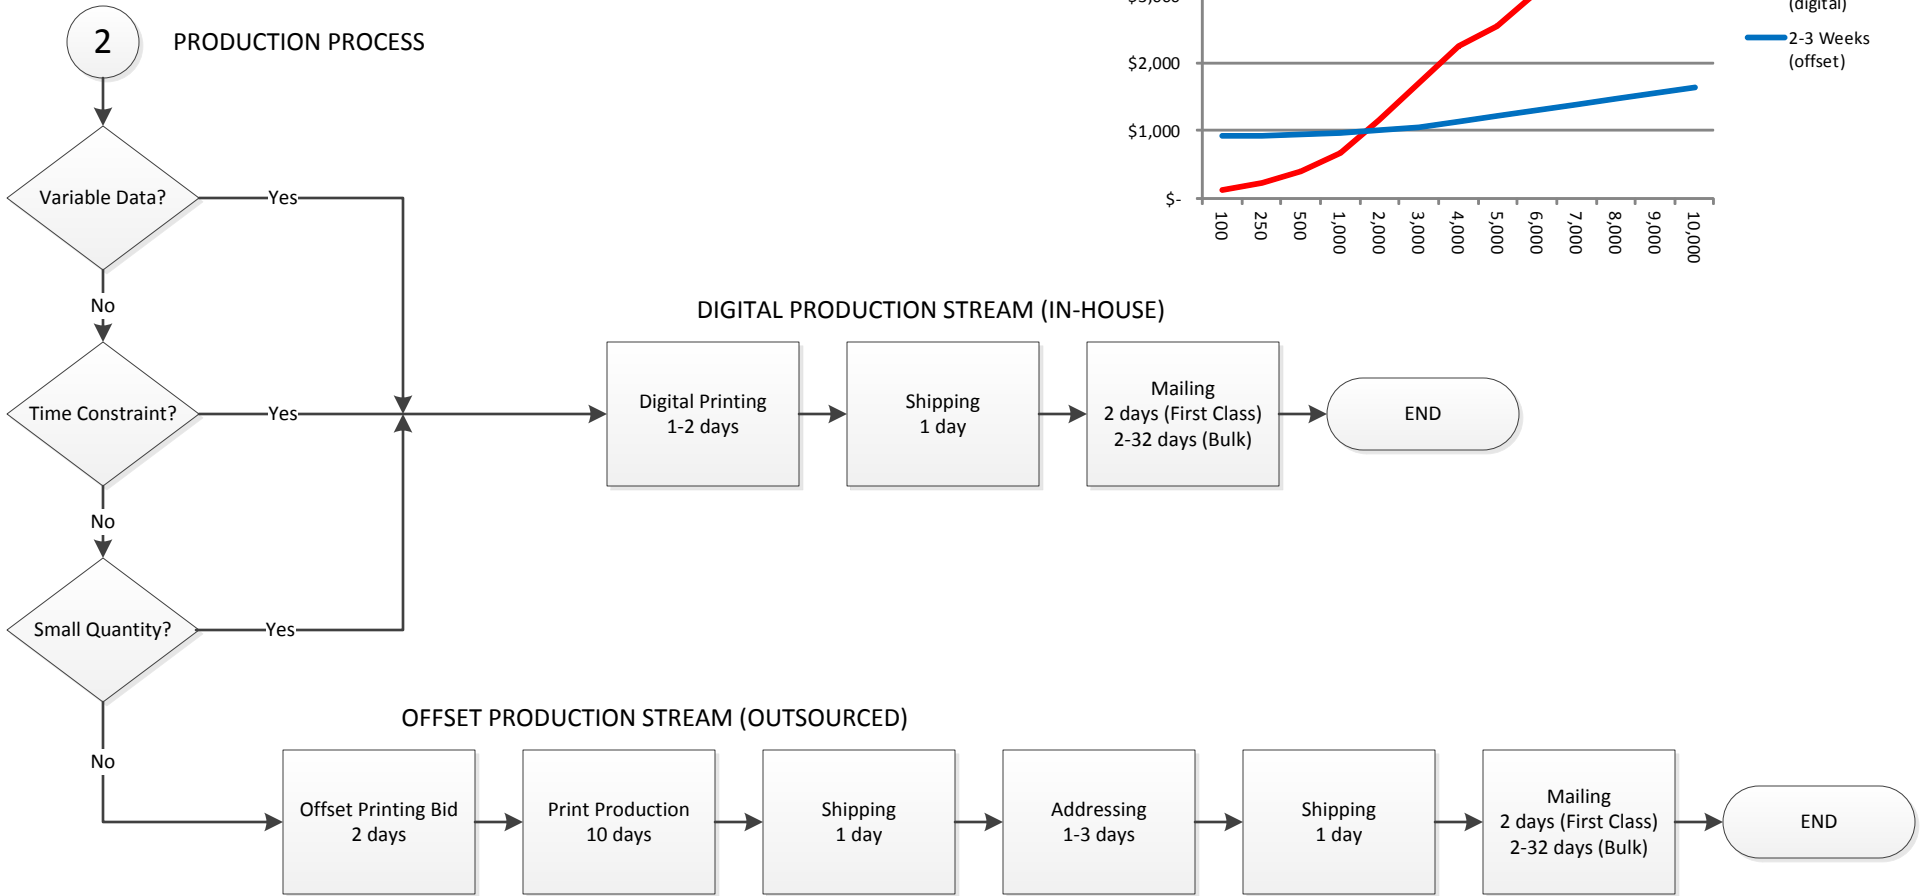 2
PRODUCTION PROCESS
(digital)
2-3 Weeks
(offset)
$2,000
$1,000
$-
100
250
500
1,000
2,000
3,000
4,000
5,000
6,000
7,000
8,000
9,000
10,000
Variable Data?
Yes
No
Time Constraint?
Yes
No
Small Quantity?
Yes
No
DIGITAL PRODUCTION STREAM (IN-HOUSE)
Digital Printing
1-2 days
Shipping
1 day
Mailing
2 days (First Class)
2-32 days (Bulk)
END
OFFSET PRODUCTION STREAM (OUTSOURCED)
Offset Printing Bid
2 days
Print Production
10 days
Shipping
1 day
Addressing
1-3 days
Shipping
1 day
Mailing
2 days (First Class)
2-32 days (Bulk)
END